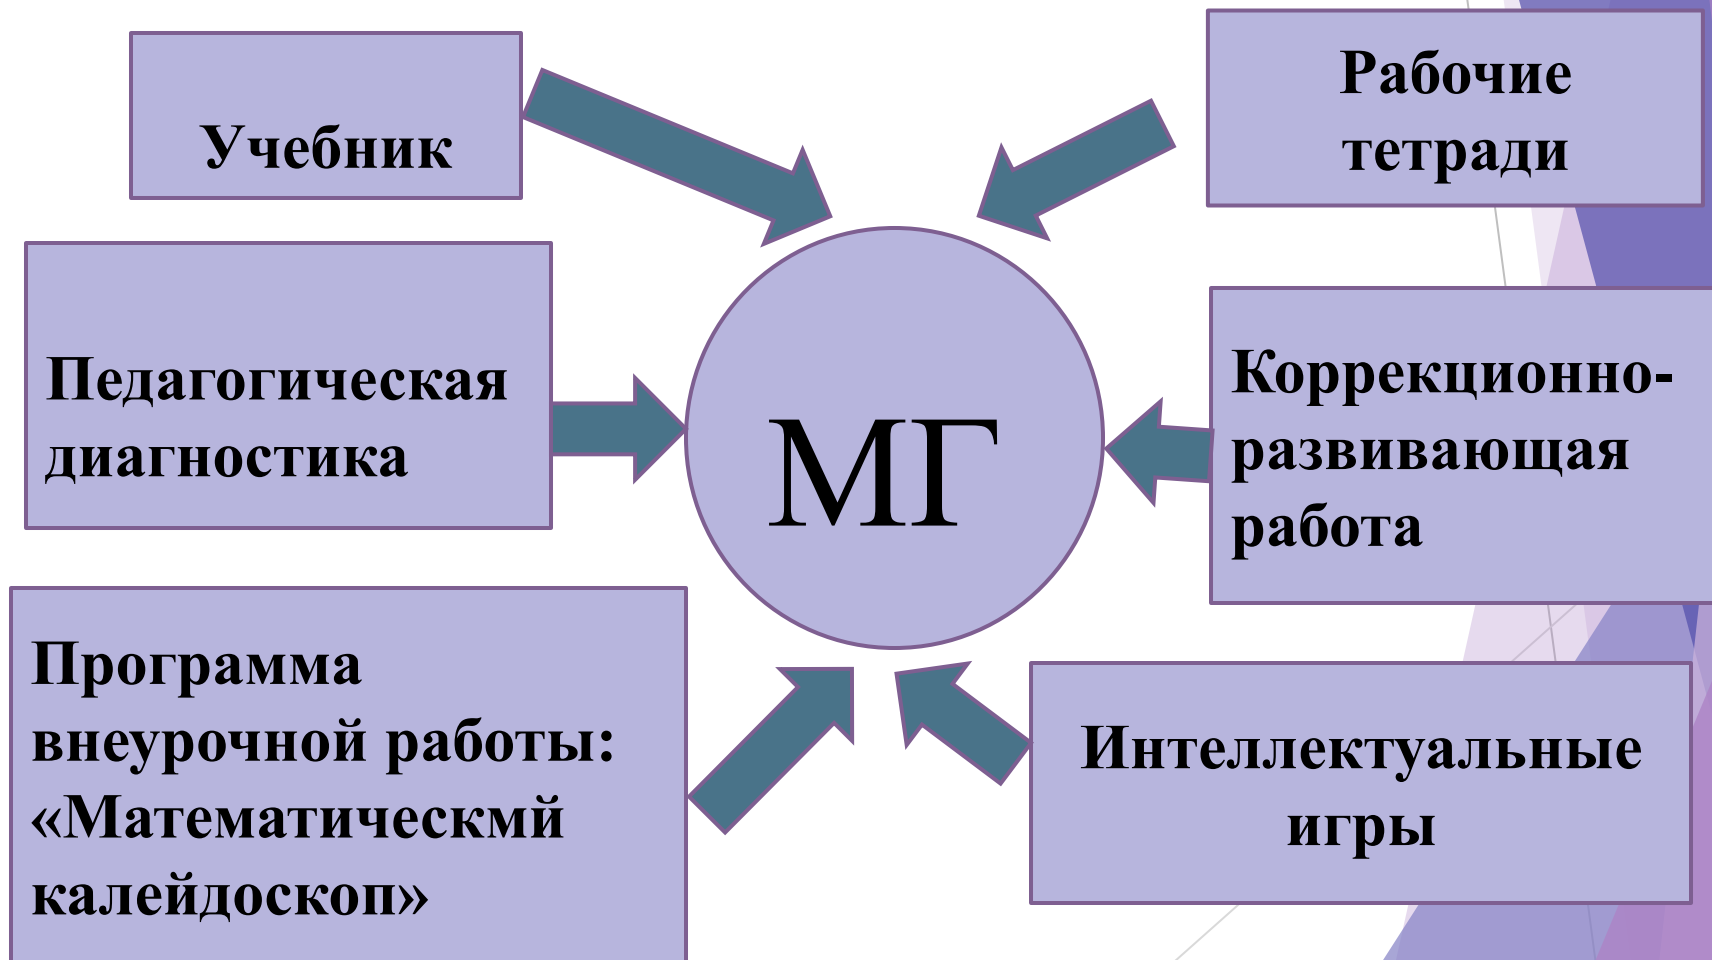 Учебник
Рабочие
тетради
Педагогическая
диагностика
МГ
Коррекционно-
развивающая
работа
Программа
внеурочной работы:
«Математическмй
калейдоскоп»
Интеллектуальные
игры